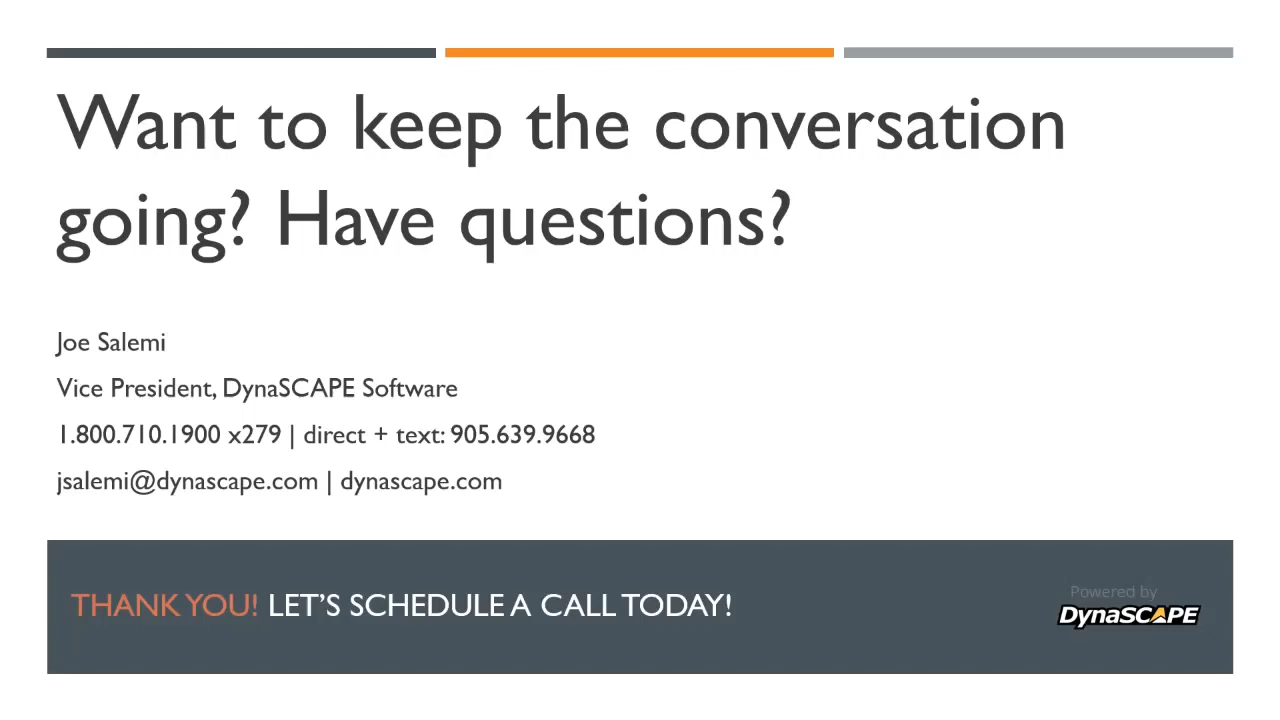 Want to keep the conversation
going? Have questions?
Joe Salemi
Vice President, DynaSCAPE Software
1.800.710.1900 x279 | direct + text: 905.639.9668
jsalemi@dynascape.com | dynascape.com
THANK YOU! LET’S SCHEDULE A CALL TODAY!
Powered by
DynaSCAPE